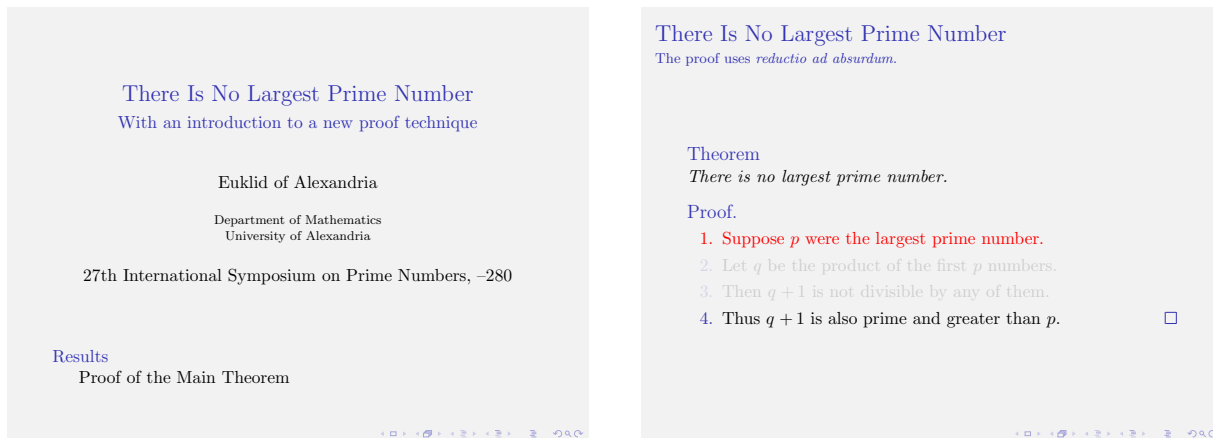 There Is No Largest Prime Number
With an introduction to a new proof technique
Euklid of Alexandria
Department of Mathematics
University of Alexandria
27th International Symposium on Prime Numbers, –280
Results
Proof of the Main Theorem
There Is No Largest Prime Number
The proof uses reductio ad absurdum.
Theorem
There is no largest prime number.
Proof.
1. Suppose p were the largest prime number.
2. Let q be the product of the first p numbers.
3. Then q + 1 is not divisible by any of them.
4. Thus q + 1 is also prime and greater than p.